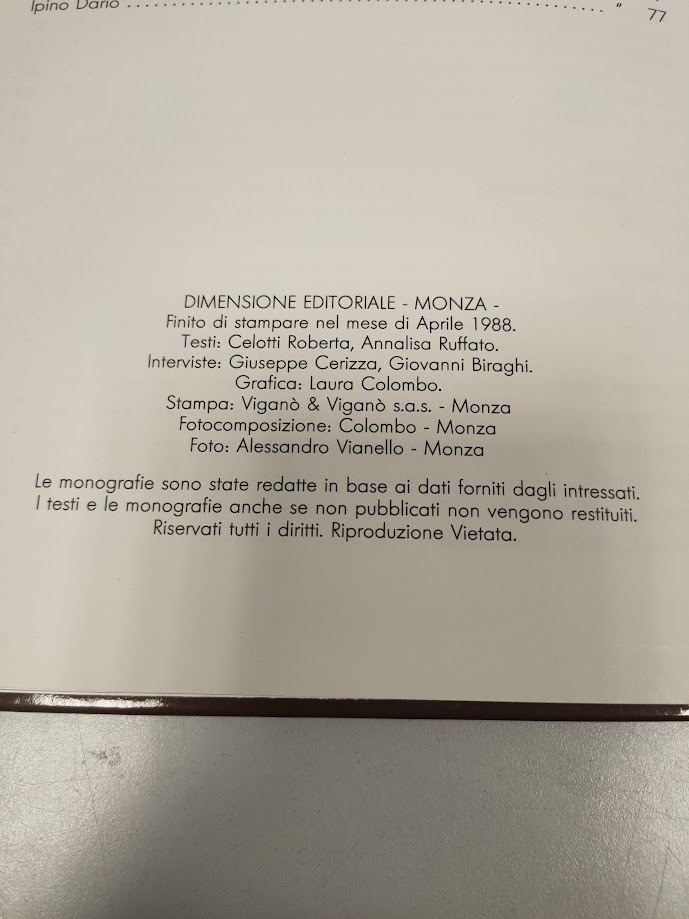 Ipino Dario .......................................................... " 77
DIMENSIONE EDITORIALE - MONZA -
Finito di stampare nel mese di Aprile 1988.
Testi: Celotti Roberta, Annalisa Ruffato.
Interviste: Giuseppe Cerizza, Giovanni Biraghi.
Grafica: Laura Colombo.
Stampa: Viganò & Viganò s.a.s. - Monza
Fotocomposizione: Colombo - Monza
Foto: Alessandro Vianello - Monza
Le monografie sono state redatte in base ai dati forniti dagli intressati.
I testi e le monografie anche se non pubblicati non vengono restituiti.
Riservati tutti i diritti. Riproduzione Vietata.